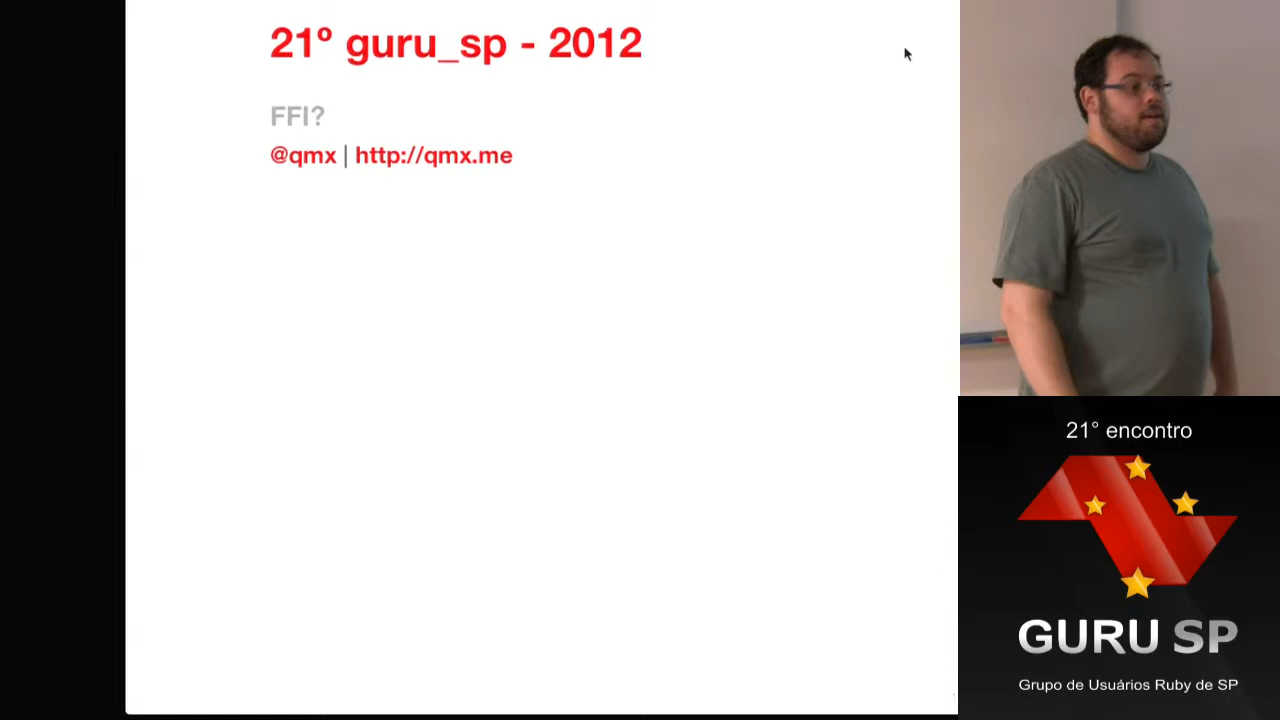 21º guru_sp - 2012
FFI?
@qmx | http://qmx.me
21° encontro
GURU SP
Grupo de Usuários Ruby de SP